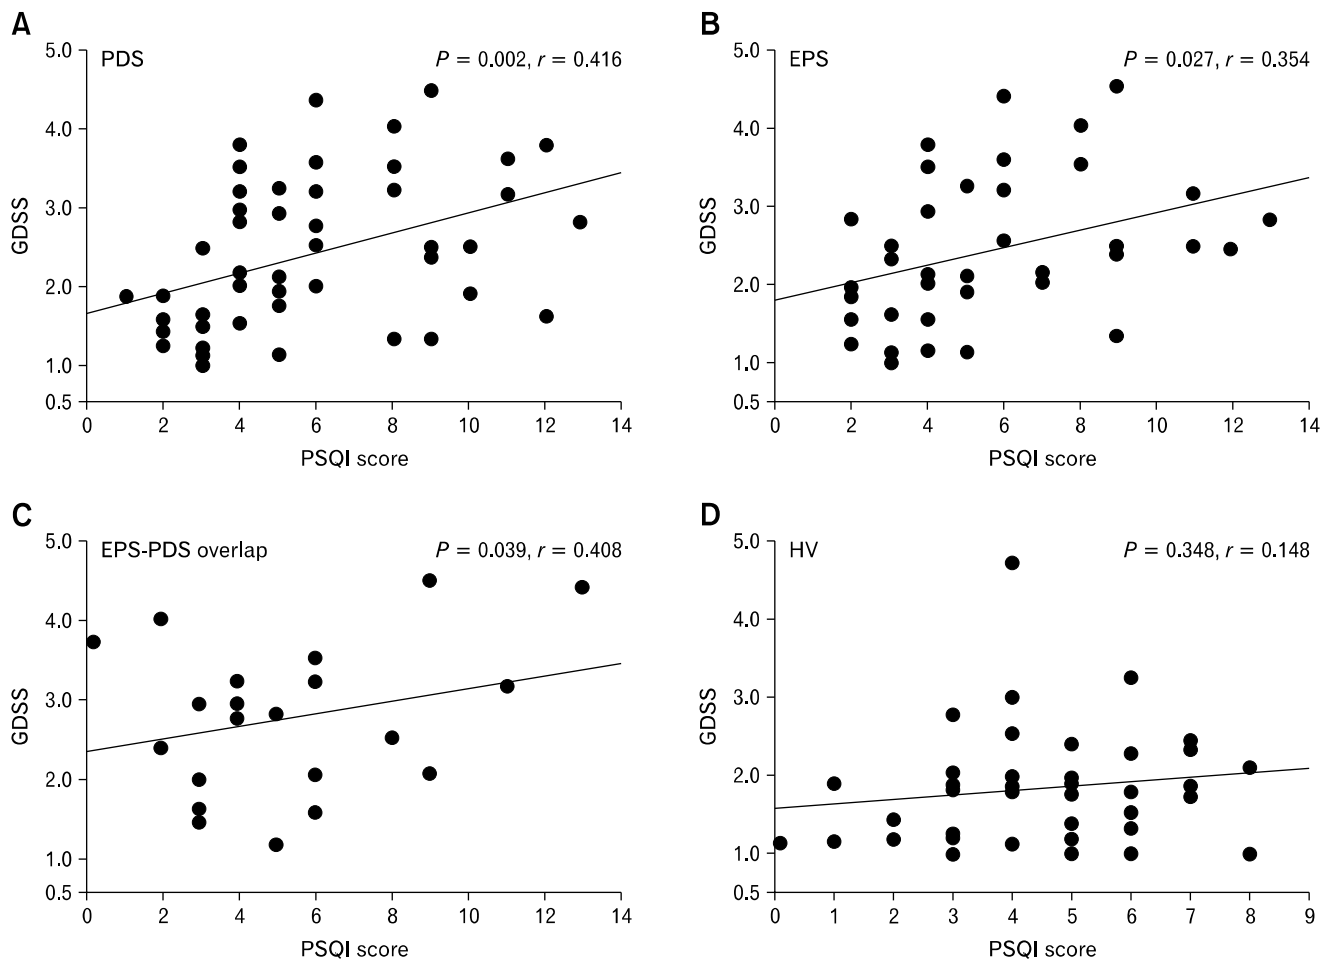 A
PDS
P = 0.002, r = 0.416
5.0
4.0
3.0
2.0
1.0
0.5
GDSS
0 2 4 6 8 10 12 14
PSQI score
B
EPS
P = 0.027, r = 0.354
5.0
4.0
3.0
2.0
1.0
0.5
GDSS
0 2 4 6 8 10 12 14
PSQI score
C
EPS-PDS overlap
P = 0.039, r = 0.408
5.0
4.0
3.0
2.0
1.0
0.5
GDSS
0 2 4 6 8 10 12 14
PSQI score
D
HV
P = 0.348, r = 0.148
5.0
4.0
3.0
2.0
1.0
0.5
GDSS
0 1 2 3 4 5 6 7 8 9
PSQI score